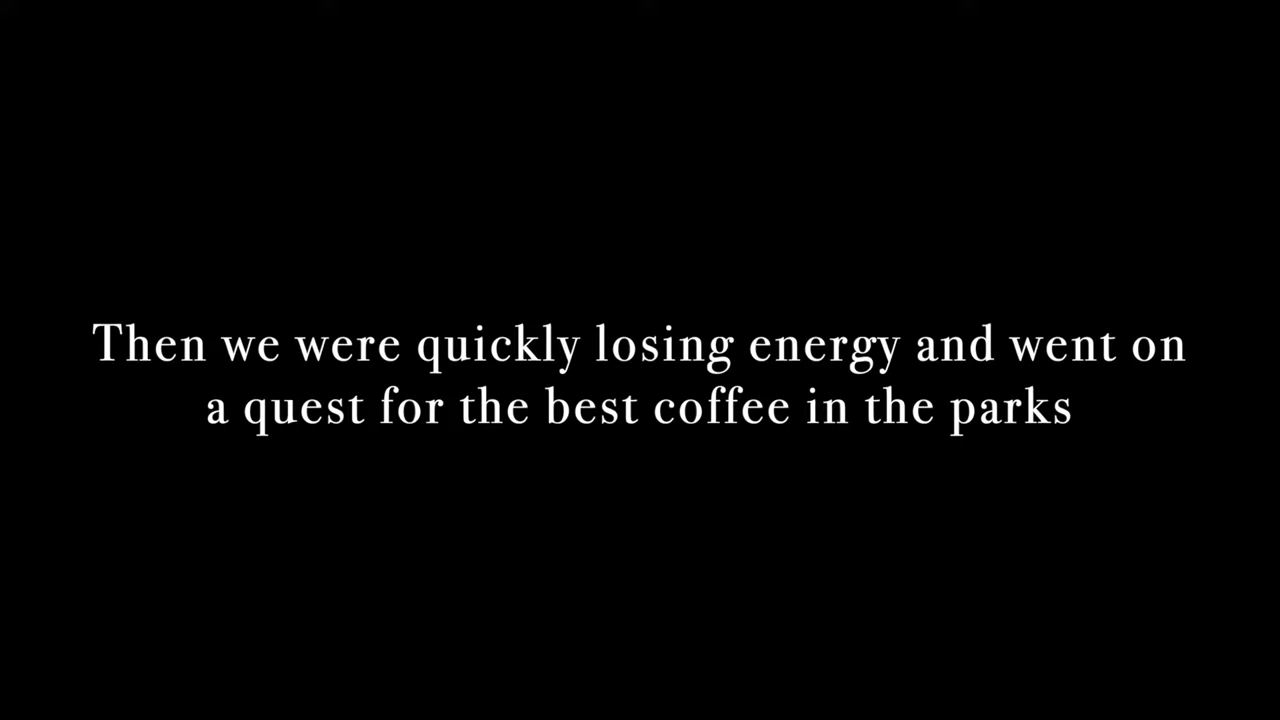 Then we were quickly losing energy and went on
a quest for the best coffee in the parks